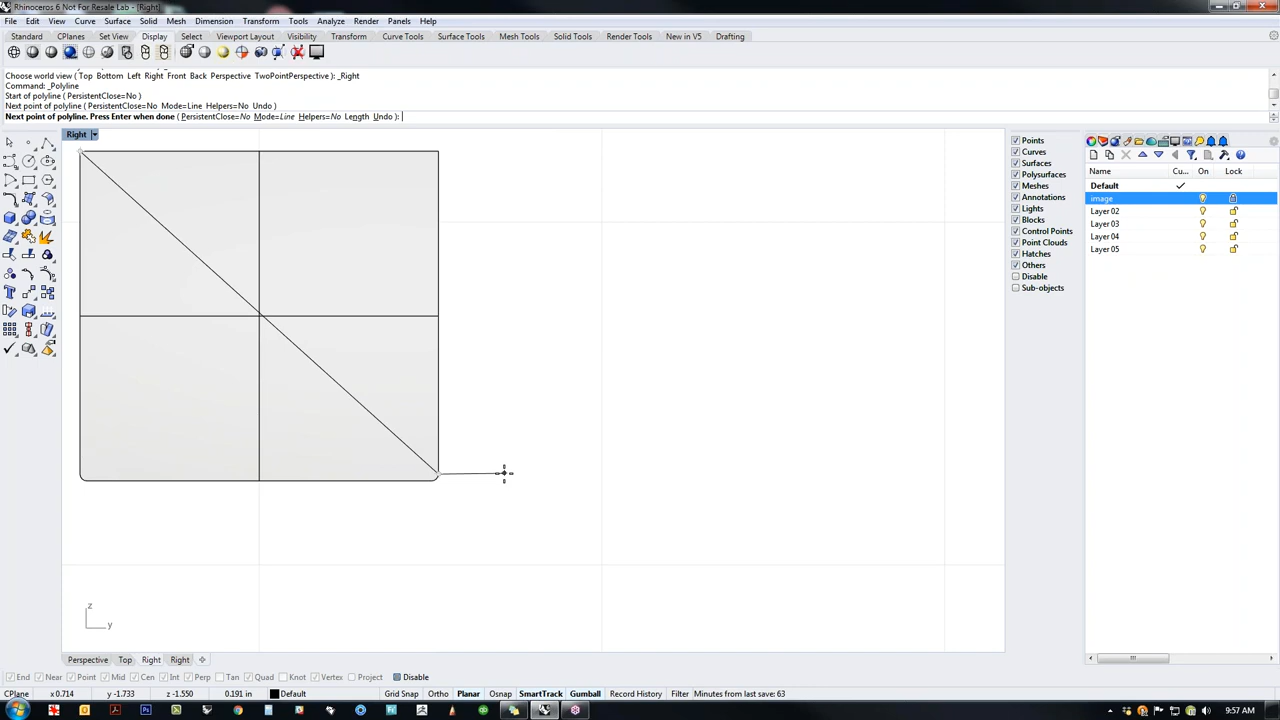 Rhinoceros 6 Not For Resale Lab - [Right]
File Edit View Curve Surface Solid Mesh Dimension Transform Tools Analyze Render Panels Help
Standard CPlanes Set View Display Select Viewport Layout Visibility Transform Curve Tools Surface Tools Mesh Tools Solid Tools Render Tools New in V5 Drafting
Choose world view ( Top Bottom Left Right Front Back Perspective TwoPointPerspective ): _Right
Command: _Polyline
Start of polyline ( PersistentClose=No )
Next point of polyline ( PersistentClose=No Mode=Line Helpers=No Undo )
Next point of polyline. Press Enter when done ( PersistentClose=No Mode=Line Helpers=No Length Undo ):
Right
Points
Curves
Surfaces
Polysurfaces
Meshes
Annotations
Lights
Blocks
Control Points
Point Clouds
Hatches
Others
Disable
Sub-objects
Name Cu... On Lock
Default
image
Layer 02
Layer 03
Layer 04
Layer 05
z
y
Perspective Top Right Right
End Near Point Mid Cen Int Perp Tan Quad Knot Vertex Project Disable
CPlane x 0.714 y -1.733 z -1.550 0.191 in Default Grid Snap Ortho Planar Osnap SmartTrack Gumball Record History Filter Minutes from last save: 63
9:57 AM